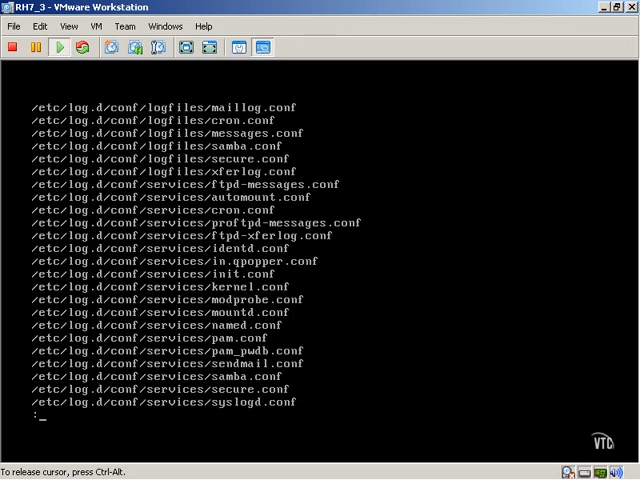 RH7_3 - VMware Workstation
File Edit View VM Team Windows Help
/etc/log.d/conf/logfiles/maillog.conf
/etc/log.d/conf/logfiles/cron.conf
/etc/log.d/conf/logfiles/messages.conf
/etc/log.d/conf/logfiles/samba.conf
/etc/log.d/conf/logfiles/secure.conf
/etc/log.d/conf/logfiles/xferlog.conf
/etc/log.d/conf/services/ftpd-messages.conf
/etc/log.d/conf/services/automount.conf
/etc/log.d/conf/services/cron.conf
/etc/log.d/conf/services/proftpd-messages.conf
/etc/log.d/conf/services/ftpd-xferlog.conf
/etc/log.d/conf/services/identd.conf
/etc/log.d/conf/services/in.qpopper.conf
/etc/log.d/conf/services/init.conf
/etc/log.d/conf/services/kernel.conf
/etc/log.d/conf/services/modprobe.conf
/etc/log.d/conf/services/mountd.conf
/etc/log.d/conf/services/named.conf
/etc/log.d/conf/services/pam.conf
/etc/log.d/conf/services/pam_pwdb.conf
/etc/log.d/conf/services/sendmail.conf
/etc/log.d/conf/services/samba.conf
/etc/log.d/conf/services/secure.conf
/etc/log.d/conf/services/syslogd.conf
:_
VTC
To release cursor, press Ctrl-Alt.